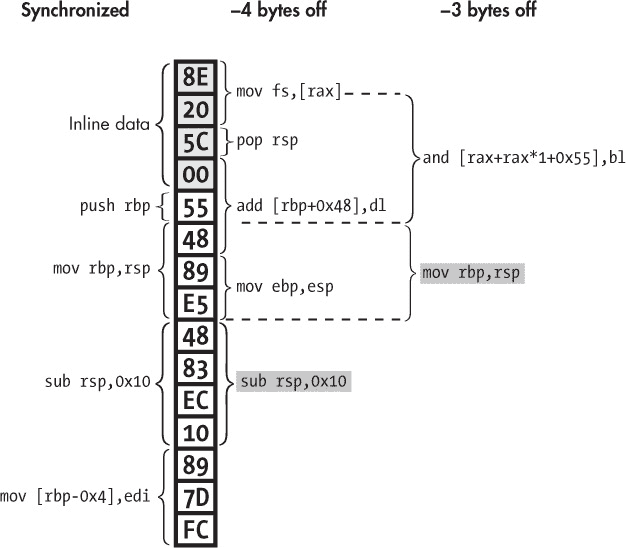 Synchronized –4 bytes off –3 bytes off
8E
mov fs,[rax]
20
Inline data
5C pop rsp
and [rax+rax*1+0x55],bl
00
push rbp 55 add [rbp+0x48],dl
48
mov rbp,rsp 89 mov rbp,rsp
mov ebp,esp
E5
48
sub rsp,0x10 83 sub rsp,0x10
EC
10
89
mov [rbp-0x4],edi 7D
FC